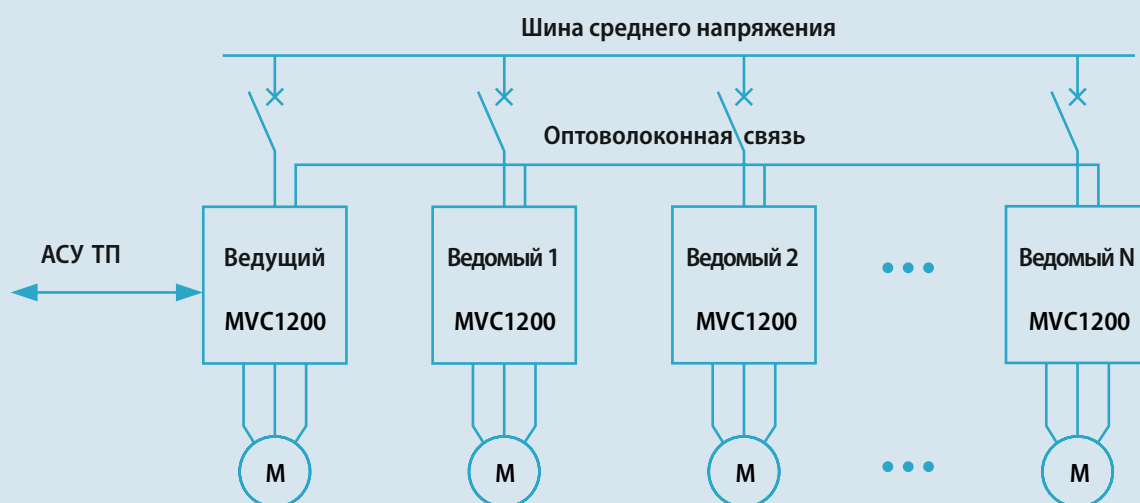 Шина среднего напряжения
Оптоволоконная связь
АСУ ТП
Ведущий
MVC1200
Ведомый 1
MVC1200
Ведомый 2
MVC1200
Ведомый N
MVC1200
M
M
M
M